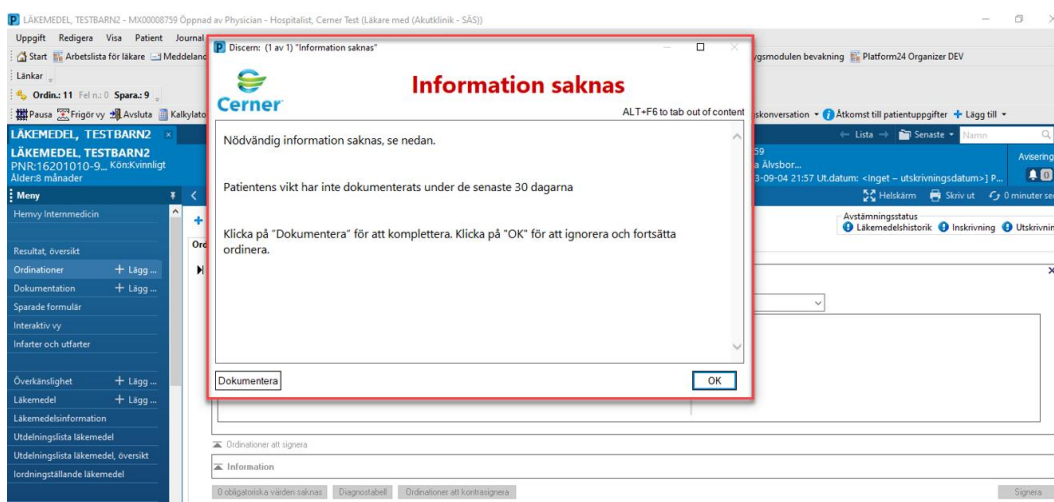 LÄKEMEDEL, TESTBARN2 - MX00008759 Öppnad av Physician - Hospitalist, Cerner Test (Läkare med (Akutklinik - SÄS))
Uppgift Redigera Visa Patient Journal
Start Arbetslista för läkare Meddeland
ygsmodulen bevakning Platform24 Organizer DEV
Länkar
Ordin.: 11 Fel n.: 0 Spara.: 9
Pausa Frigör vy Avsluta Kalkylato
skonversation Åtkomst till patientuppgifter Lägg till
LÄKEMEDEL, TESTBARN2
Lista Senaste Namn
LÄKEMEDEL, TESTBARN2
PNR:16201010-9... Kön:Kvinnligt
Ålder:8 månader
59
a Älvsbor...
3-09-04 21:57 Ut.datum: <Inget – utskrivningsdatum>] P...
Avisering
0
Meny
Helskärm Skriv ut 0 minuter se
Hemvy Internmedicin
Resultat, översikt
Ordinationer + Lägg ...
Dokumentation + Lägg ...
Sparade formulär
Interaktiv vy
Infarter och utfarter
Överkänslighet + Lägg ...
Läkemedel + Lägg ...
Läkemedelsinformation
Utdelningslista läkemedel
Utdelningslista läkemedel, översikt
Iordningställande läkemedel
Avstämningsstatus
Läkemedelshistorik Inskrivning Utskrivnin
Ord
Discern: (1 av 1) "Information saknas"
Cerner
Information saknas
ALT+F6 to tab out of content
Nödvändig information saknas, se nedan.
Patientens vikt har inte dokumenterats under de senaste 30 dagarna
Klicka på "Dokumentera" för att komplettera. Klicka på "OK" för att ignorera och fortsätta
ordinera.
Dokumentera OK
Ordinationer att signera
Information
0 obligatoriska värden saknas Diagnostabell Ordinationer att kontrasignera Signera